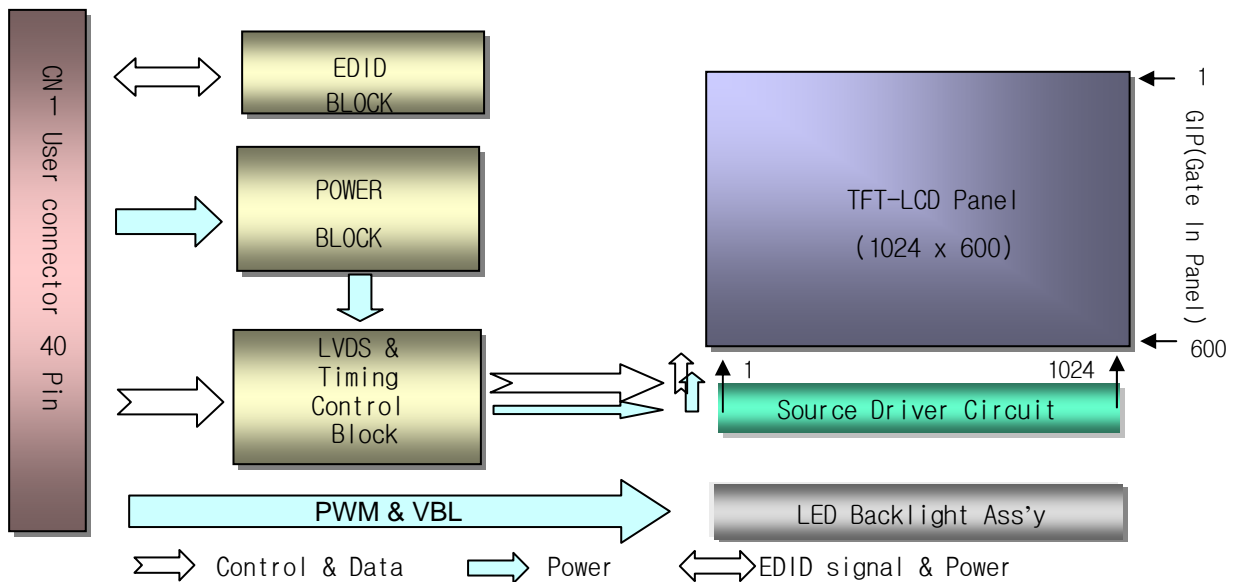 CN1- User connector 40 Pin
EDID
BLOCK
POWER
BLOCK
LVDS &
Timing
Control
Block
TFT-LCD Panel
(1024 x 600)
1
GIP(Gate In Panel)
600
1
1024
Source Driver Circuit
PWM & VBL
LED Backlight Ass’y
Control & Data
Power
EDID signal & Power